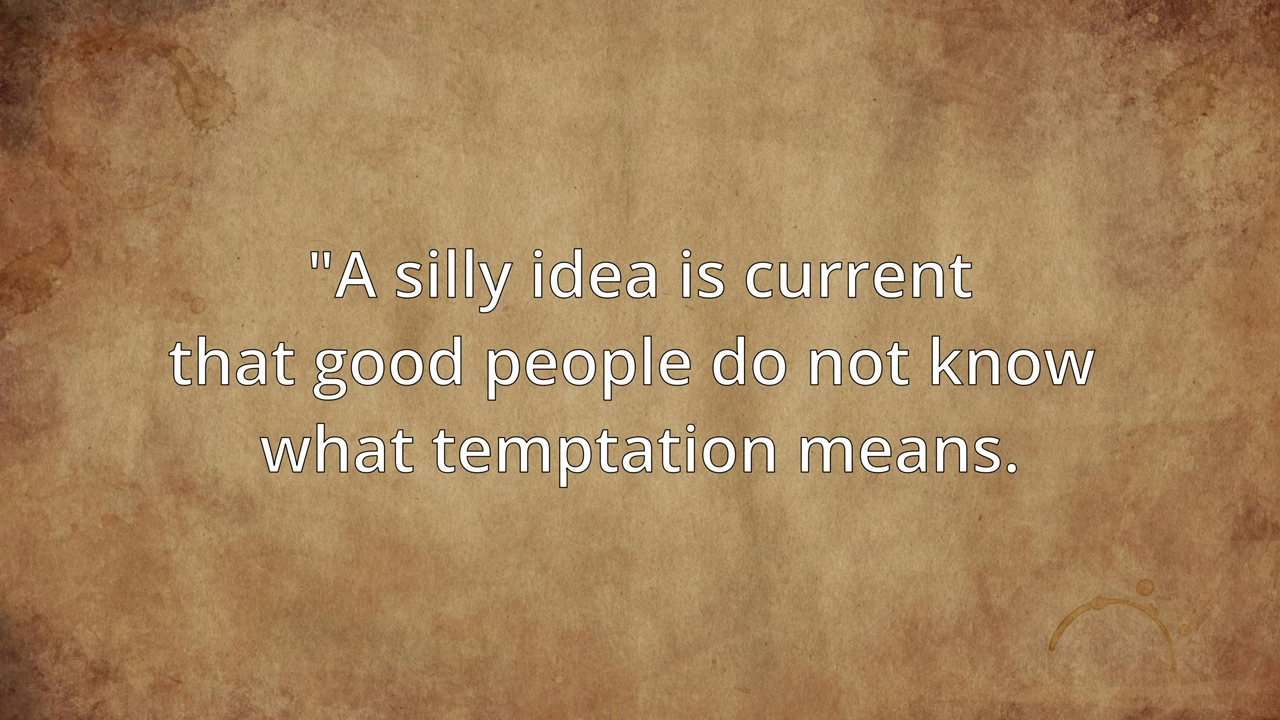 "A silly idea is current
that good people do not know
what temptation means.